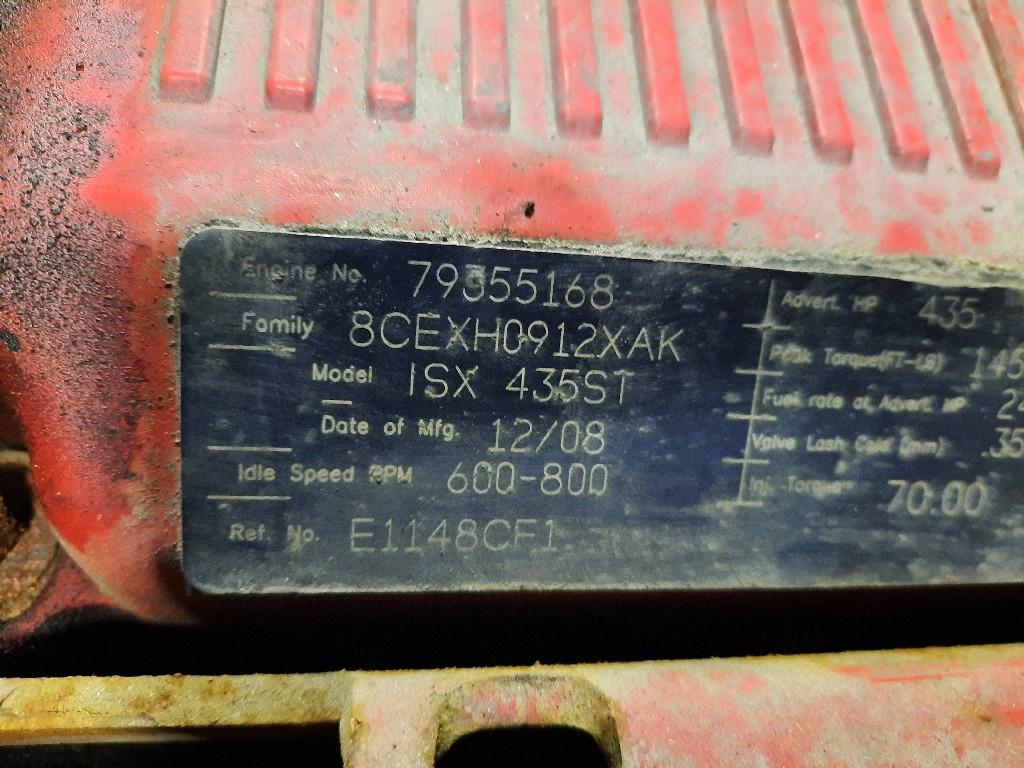 Engine No. 79355168
Family 8CEXH0912XAK
Model ISX 435ST
Date of Mfg. 12/08
Idle Speed RPM 600-800
Ref. No. E1148CF1
Advert. HP 435
Peak Torque(FT-LB) 145
Fuel rate at Advert. HP
Valve Lash Cold (mm) .35
Inj. Torque 70.00